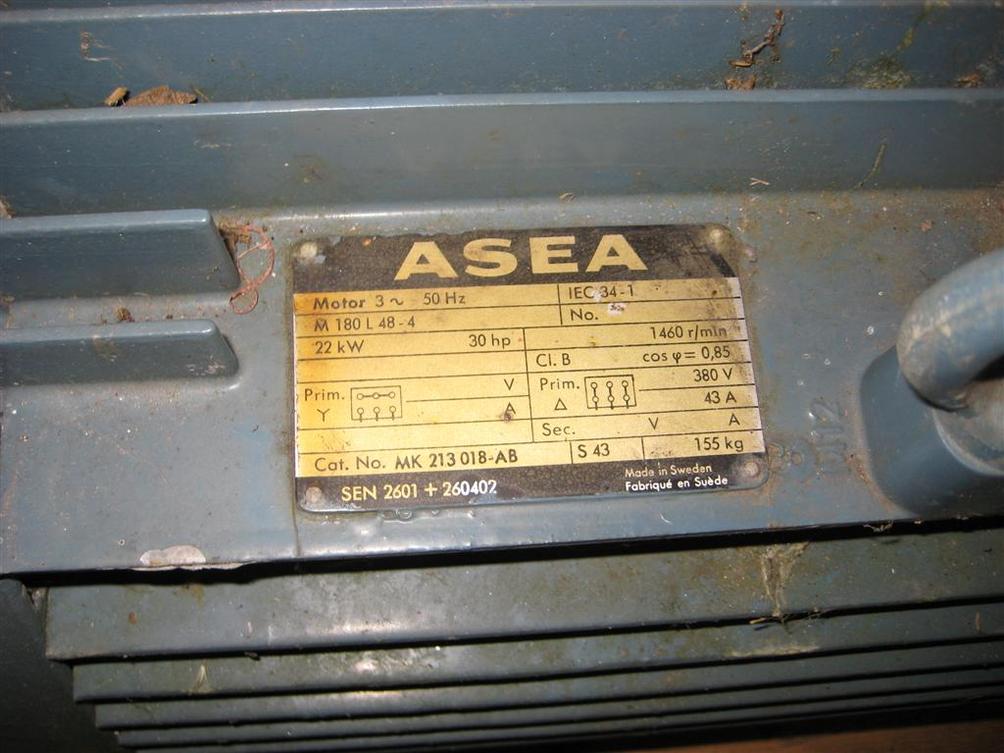 ASEA
Motor 3 ~ 50 Hz IEC 34-1
M 180 L 48-4 No.
22 kW 30 hp 1460 r/min
Cl. B cos φ = 0,85
Prim. V Prim. 380 V
Y A △ 43 A
Sec. V A
Cat. No. MK 213 018-AB S 43 155 kg
SEN 2601 + 260402 Made in Sweden
Fabriqué en Suède